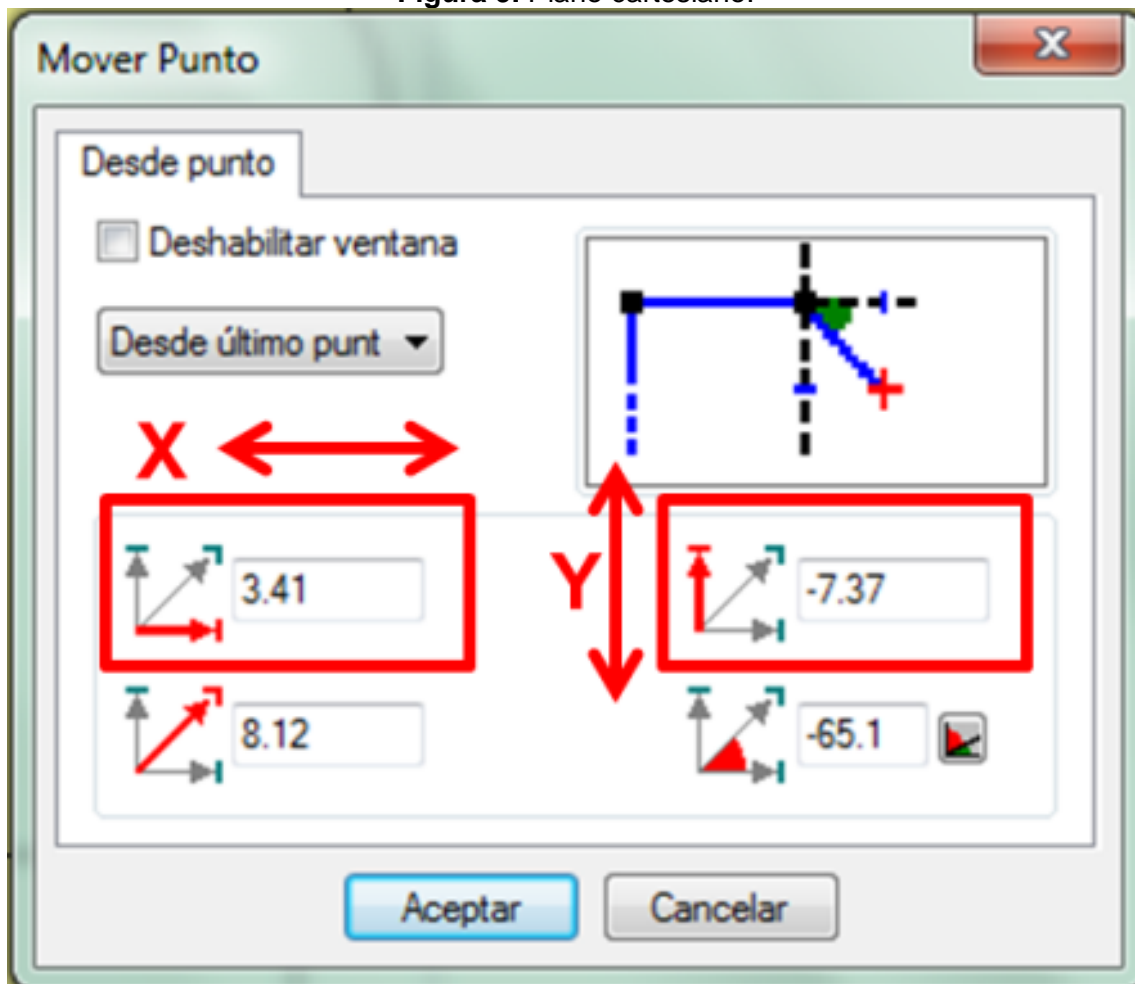 Mover Punto
Desde punto
Deshabilitar ventana
Desde último punt
X
3.41
Y
-7.37
8.12
-65.1
Aceptar
Cancelar